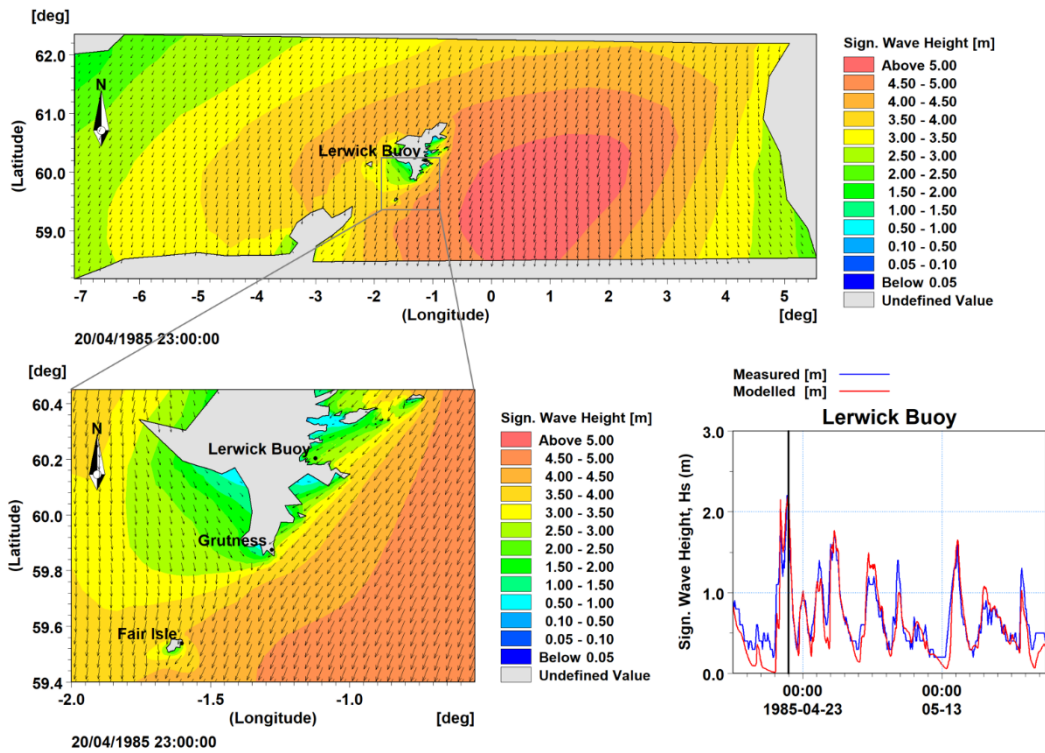 [deg]
62.0
61.0
60.0
59.0
(Latitude)
N
Lerwick Buoy
-7 -6 -5 -4 -3 -2 -1 0 1 2 3 4 5
(Longitude)
[deg]
20/04/1985 23:00:00
Sign. Wave Height [m]
Above 5.00
4.50 - 5.00
4.00 - 4.50
3.50 - 4.00
3.00 - 3.50
2.50 - 3.00
2.00 - 2.50
1.50 - 2.00
1.00 - 1.50
0.50 - 1.00
0.10 - 0.50
0.05 - 0.10
Below 0.05
Undefined Value
[deg]
60.4
60.2
60.0
59.8
59.6
59.4
(Latitude)
N
Lerwick Buoy
Grutness
Fair Isle
-2.0 -1.5 -1.0
(Longitude)
[deg]
20/04/1985 23:00:00
Sign. Wave Height [m]
Above 5.00
4.50 - 5.00
4.00 - 4.50
3.50 - 4.00
3.00 - 3.50
2.50 - 3.00
2.00 - 2.50
1.50 - 2.00
1.00 - 1.50
0.50 - 1.00
0.10 - 0.50
0.05 - 0.10
Below 0.05
Undefined Value
Measured [m]
Modelled [m]
Lerwick Buoy
Sign. Wave Height, Hs (m)
3.0
2.0
1.0
0.0
00:00 00:00
1985-04-23 05-13